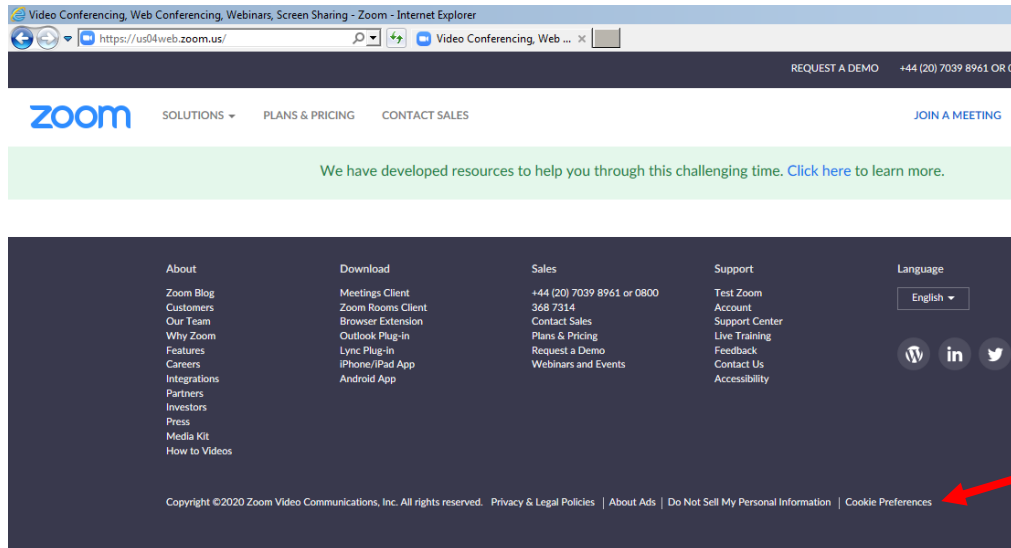 Video Conferencing, Web Conferencing, Webinars, Screen Sharing - Zoom - Internet Explorer
https://us04web.zoom.us/
Video Conferencing, Web ...
REQUEST A DEMO +44 (20) 7039 8961 OR
zoom SOLUTIONS PLANS & PRICING CONTACT SALES JOIN A MEETING
We have developed resources to help you through this challenging time. Click here to learn more.
About
Zoom Blog
Customers
Our Team
Why Zoom
Features
Careers
Integrations
Partners
Investors
Press
Media Kit
How to Videos
Download
Meetings Client
Zoom Rooms Client
Browser Extension
Outlook Plug-in
Lync Plug-in
iPhone/iPad App
Android App
Sales
+44 (20) 7039 8961 or 0800
368 7314
Contact Sales
Plans & Pricing
Request a Demo
Webinars and Events
Support
Test Zoom
Account
Support Center
Live Training
Feedback
Contact Us
Accessibility
Language
English
in
Copyright ©2020 Zoom Video Communications, Inc. All rights reserved. Privacy & Legal Policies | About Ads | Do Not Sell My Personal Information | Cookie Preferences